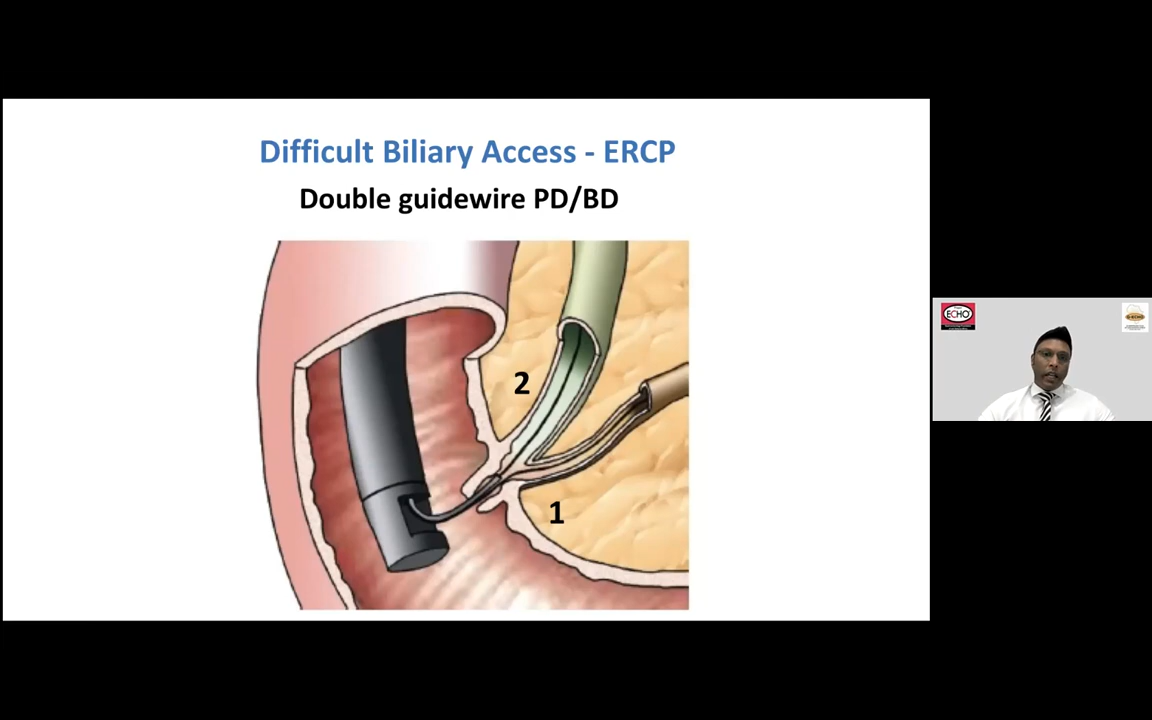 Difficult Biliary Access - ERCP
Double guidewire PD/BD
2
1
ECHO